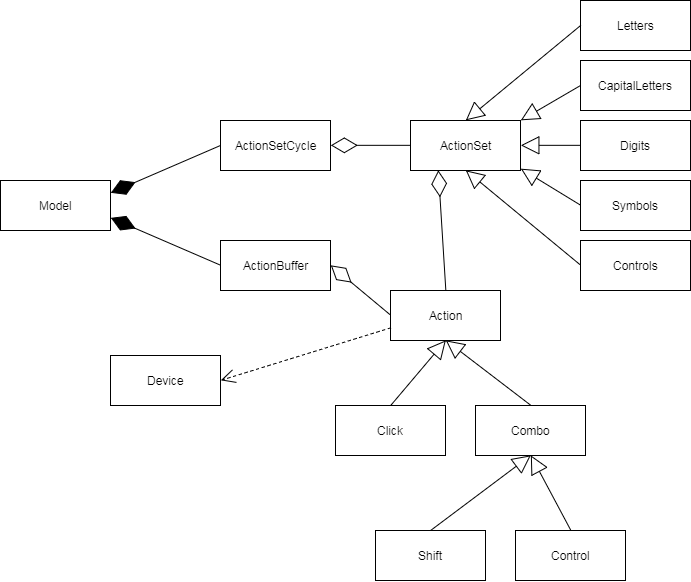 Letters
CapitalLetters
ActionSetCycle
ActionSet
Digits
Model
Symbols
ActionBuffer
Controls
Action
Device
Click
Combo
Shift
Control